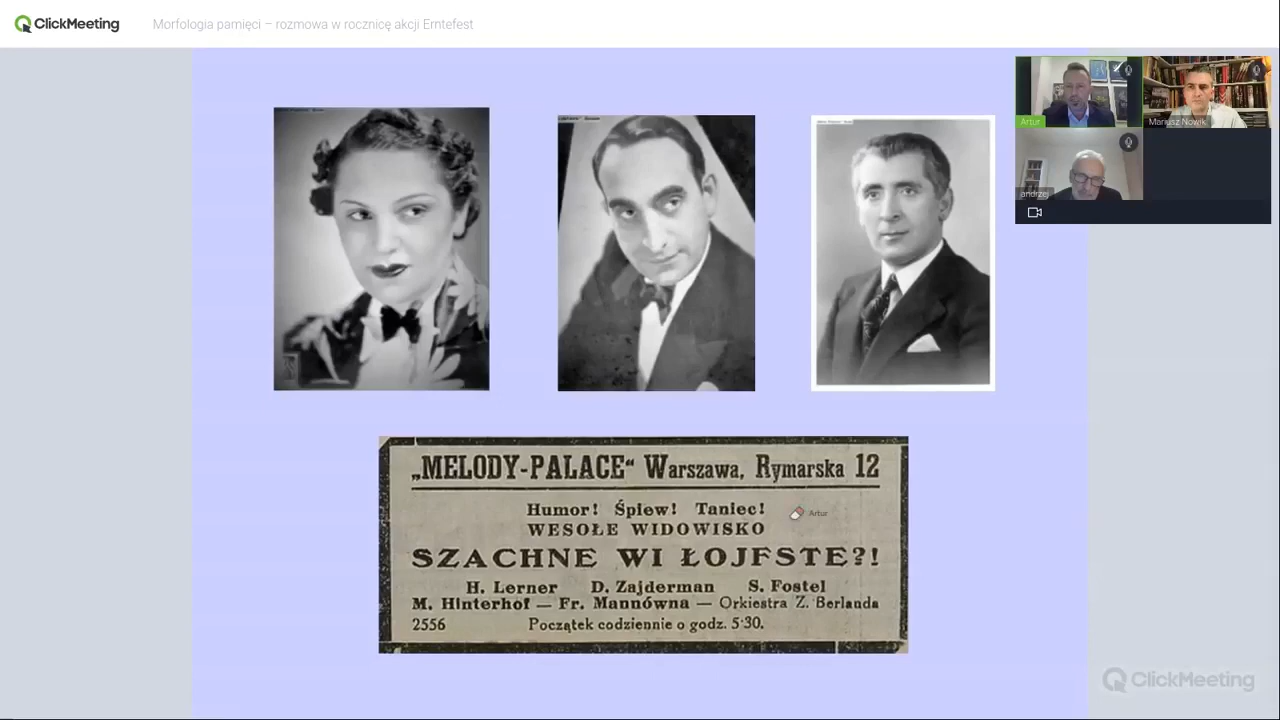 ClickMeeting
Morfologia pamięci – rozmowa w rocznicę akcji Erntefest
Artur
Mariusz Nowik
andrzej
„MELODY-PALACE“ Warszawa, Rymarska 12
Humor! Śpiew! Taniec!
Artur
WESOŁE WIDOWISKO
SZACHNE WI ŁOJFSTE?!
H. Lerner D. Zajderman S. Fostel
M. Hinterhof — Fr. Mannówna — Orkiestra Z. Berlanda
2556 Początek codziennie o godz. 5·30.
ClickMeeting